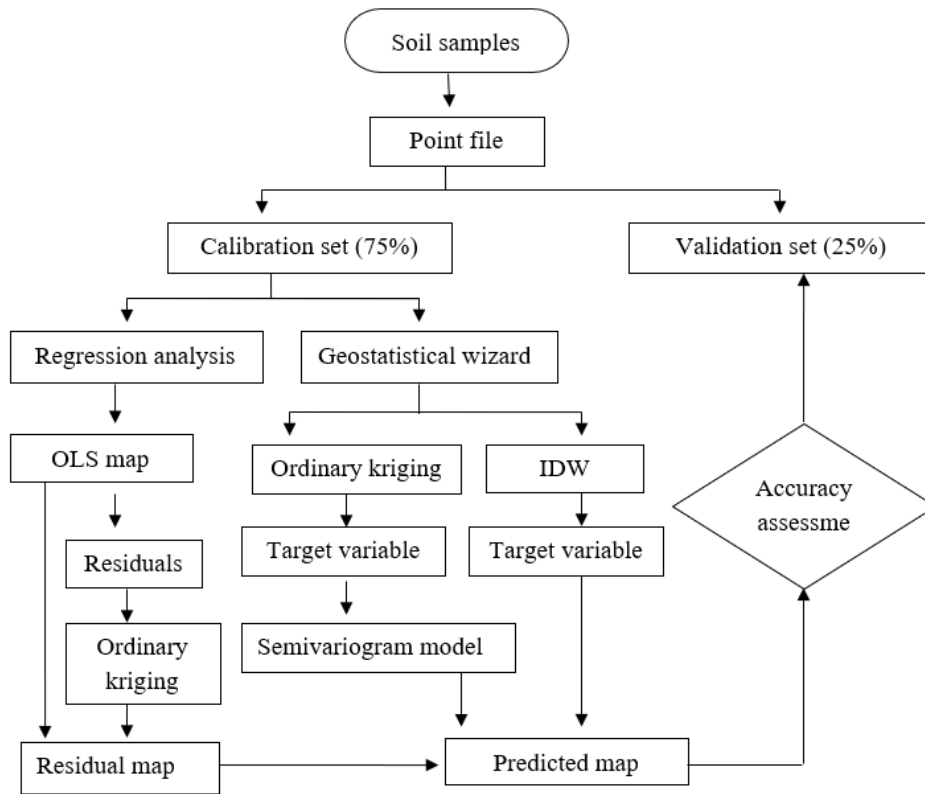 Soil samples
Point file
Calibration set (75%)
Validation set (25%)
Regression analysis
Geostatistical wizard
OLS map
Ordinary kriging
IDW
Accuracy
assessme
Target variable
Target variable
Residuals
Semivariogram model
Ordinary
kriging
Residual map
Predicted map